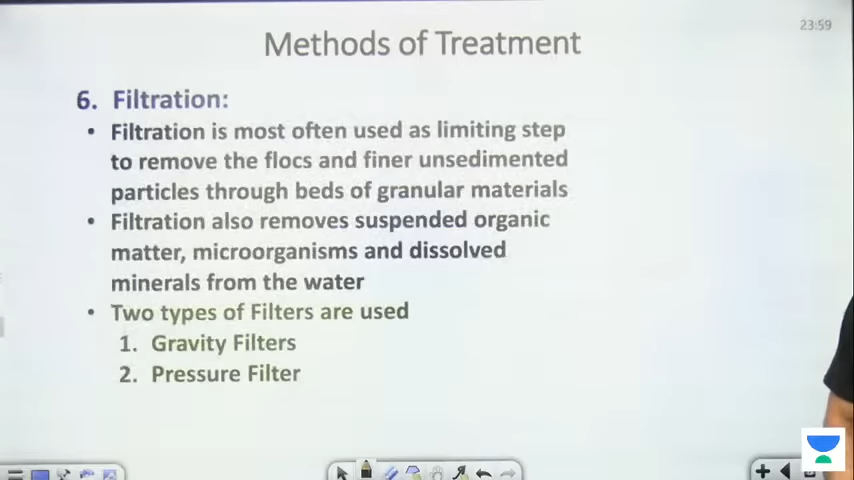 23:59
Methods of Treatment
6. Filtration:
• Filtration is most often used as limiting step
to remove the flocs and finer unsedimented
particles through beds of granular materials
• Filtration also removes suspended organic
matter, microorganisms and dissolved
minerals from the water
• Two types of Filters are used
1. Gravity Filters
2. Pressure Filter